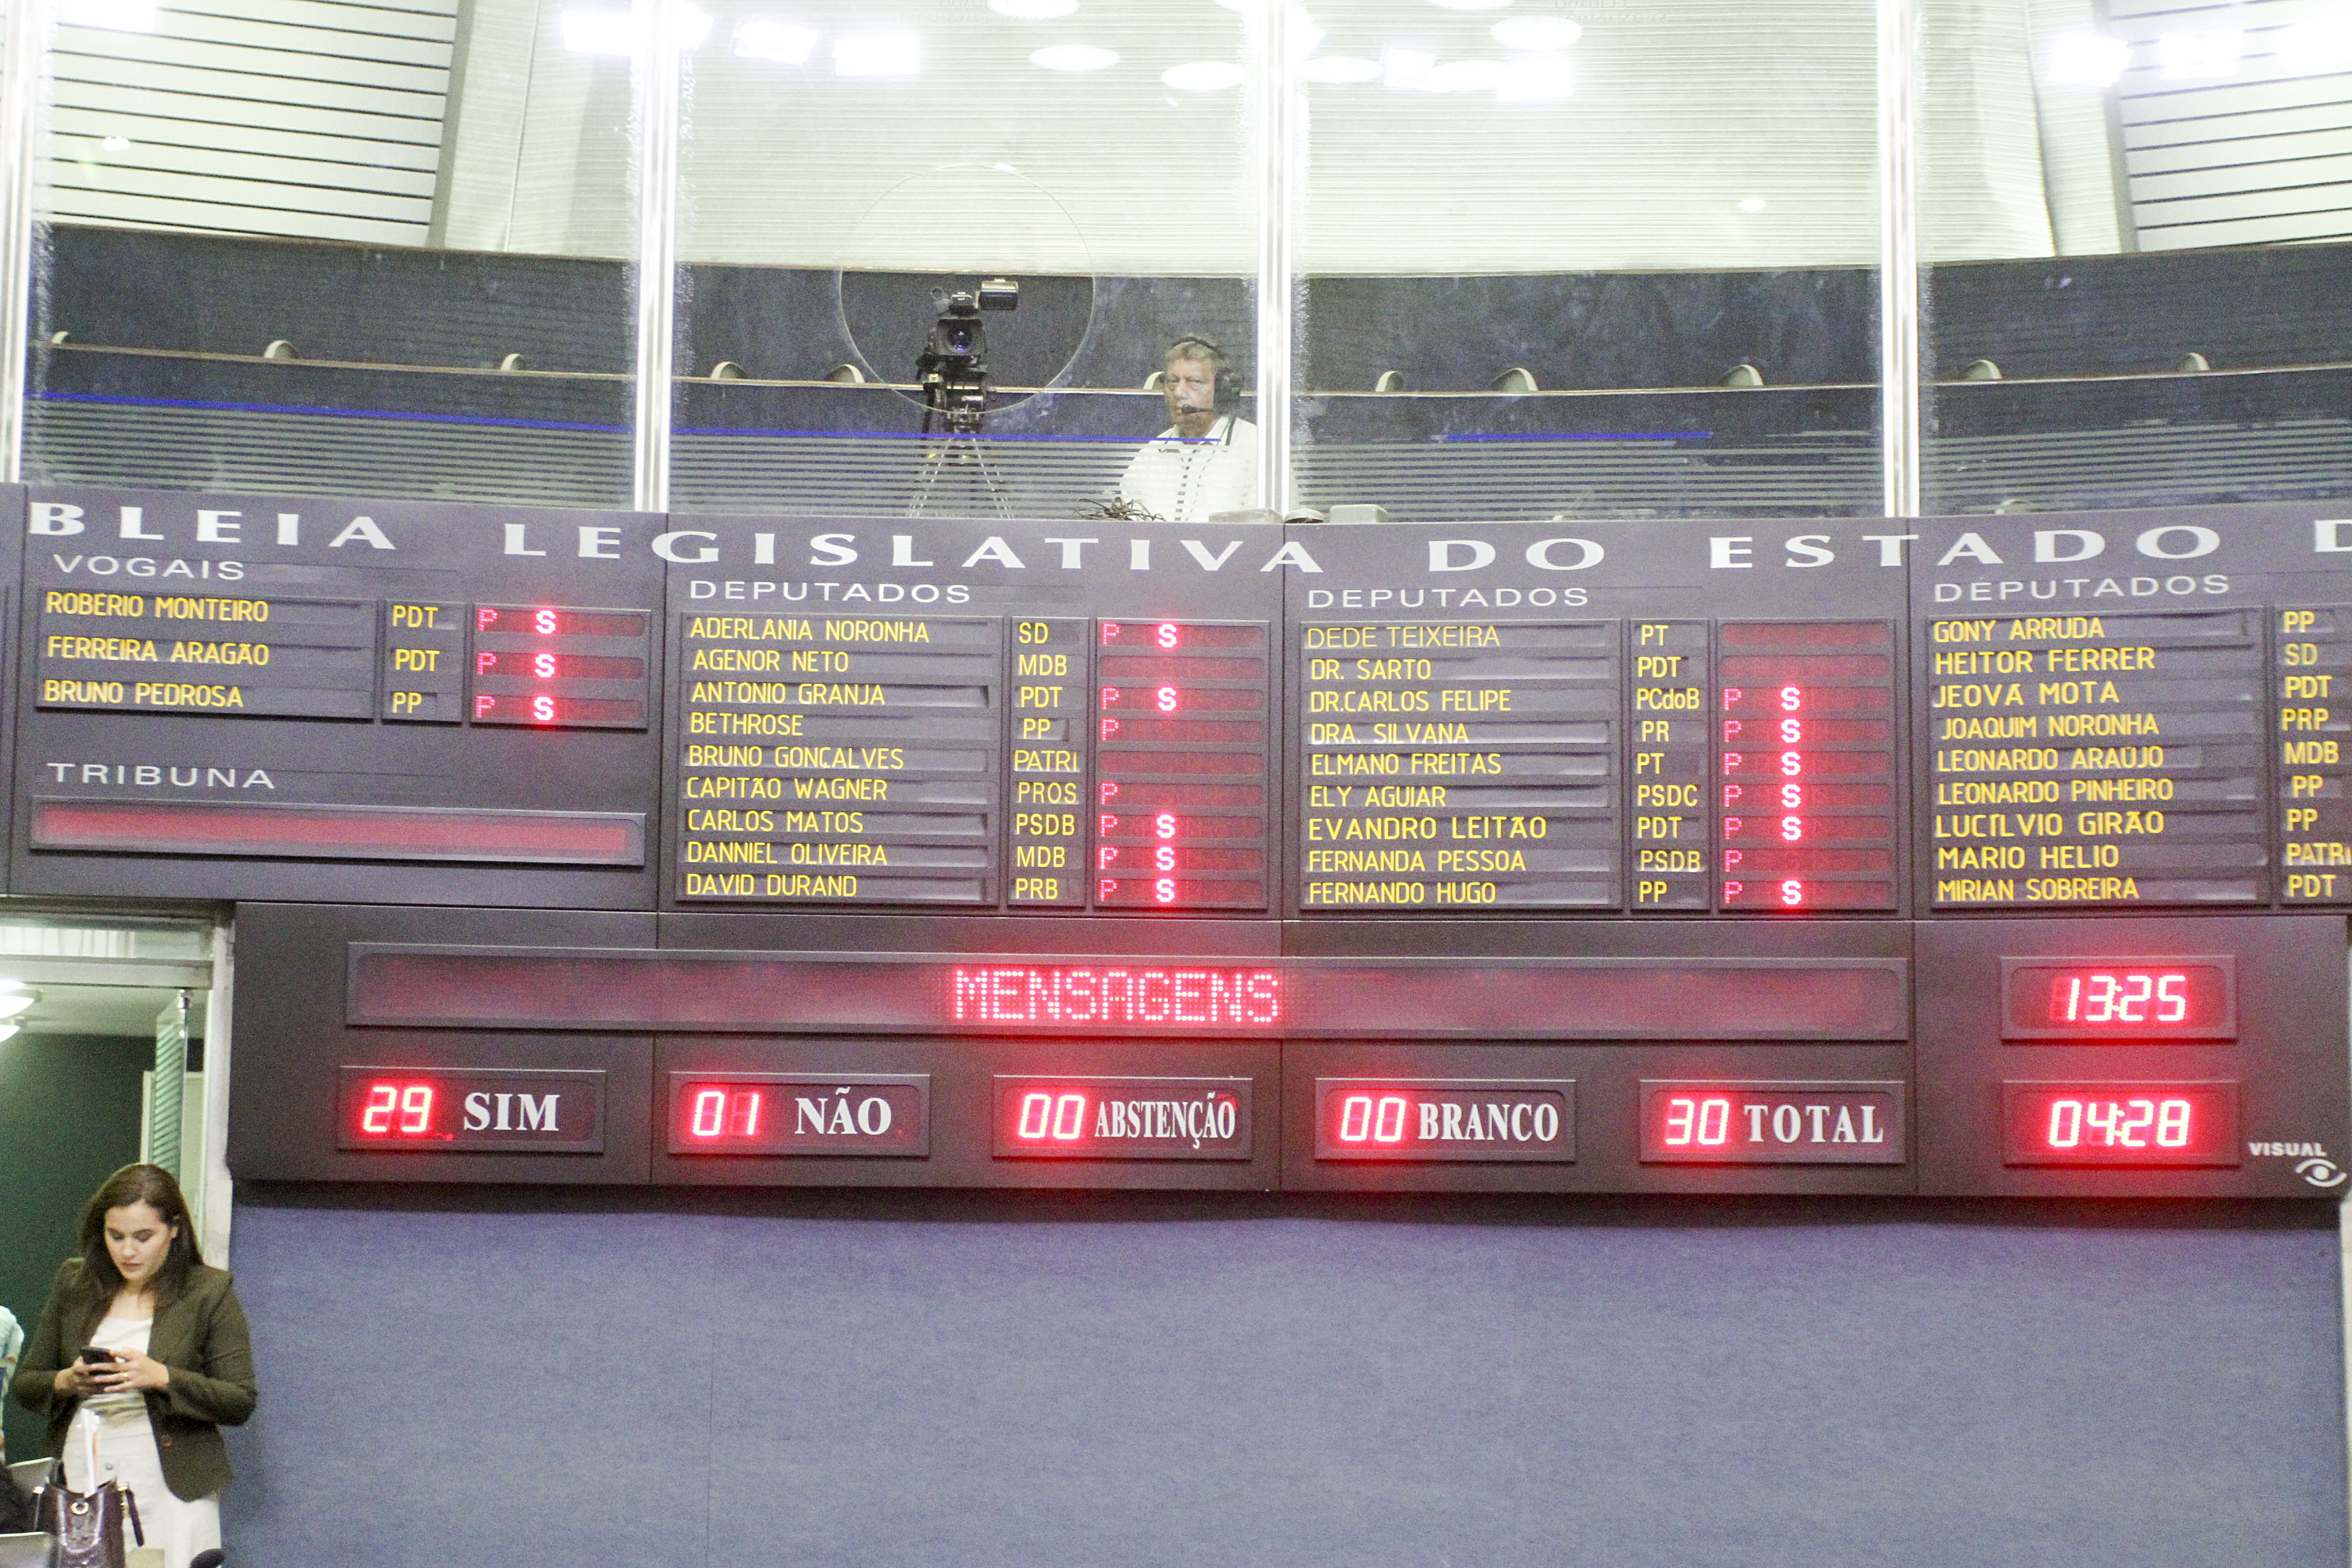 BLEIA LEGISLATIVA DO ESTADO D
VOGAIS
ROBERIO MONTEIRO PDT P S
FERREIRA ARAGÃO PDT P S
BRUNO PEDROSA PP P S
TRIBUNA
DEPUTADOS
ADERLANIA NORONHA SD P S
AGENOR NETO MDB
ANTONIO GRANJA PDT P S
BETHROSE PP P
BRUNO GONÇALVES PATRI
CAPITÃO WAGNER PROS P
CARLOS MATOS PSDB P S
DANNIEL OLIVEIRA MDB P S
DAVID DURAND PRB P S
DEPUTADOS
DEDE TEIXEIRA PT
DR. SARTO PDT
DR.CARLOS FELIPE PCdoB P S
DRA. SILVANA PR P S
ELMANO FREITAS PT P S
ELY AGUIAR PSDC P S
EVANDRO LEITÃO PDT P S
FERNANDA PESSOA PSDB P
FERNANDO HUGO PP P S
DEPUTADOS
GONY ARRUDA PP
HEITOR FERRER SD
JEOVÁ MOTA PDT
JOAQUIM NORONHA PRP
LEONARDO ARAÚJO MDB
LEONARDO PINHEIRO PP
LUCÍLVIO GIRÃO PP
MARIO HELIO PATRI
MIRIAN SOBREIRA PDT
MENSAGENS
13:25
29 SIM 01 NÃO 00 ABSTENÇÃO 00 BRANCO 30 TOTAL
04:28
VISUAL